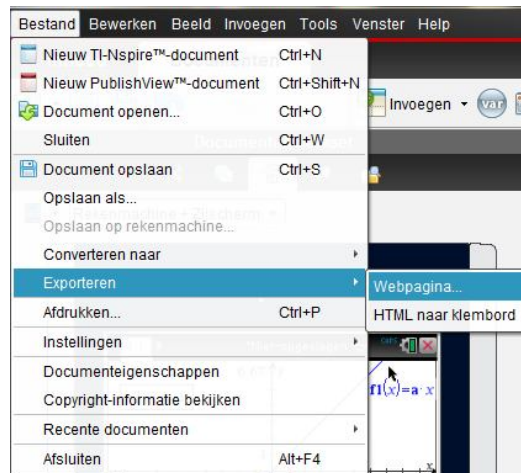 Bestand Bewerken Beeld Invoegen Tools Venster Help
Nieuw TI-Nspire™-document Ctrl+N
Nieuw PublishView™-document Ctrl+Shift+N
Document openen... Ctrl+O
Invoegen
var
Sluiten Ctrl+W
Document opslaan Ctrl+S
Opslaan als...
Opslaan op rekenmachine...
Converteren naar
Exporteren
Webpagina...
Afdrukken... Ctrl+P
HTML naar klembord
Instellingen
Documenteigenschappen
f1(x)=a·x
Copyright-informatie bekijken
Recente documenten
x
Afsluiten Alt+F4